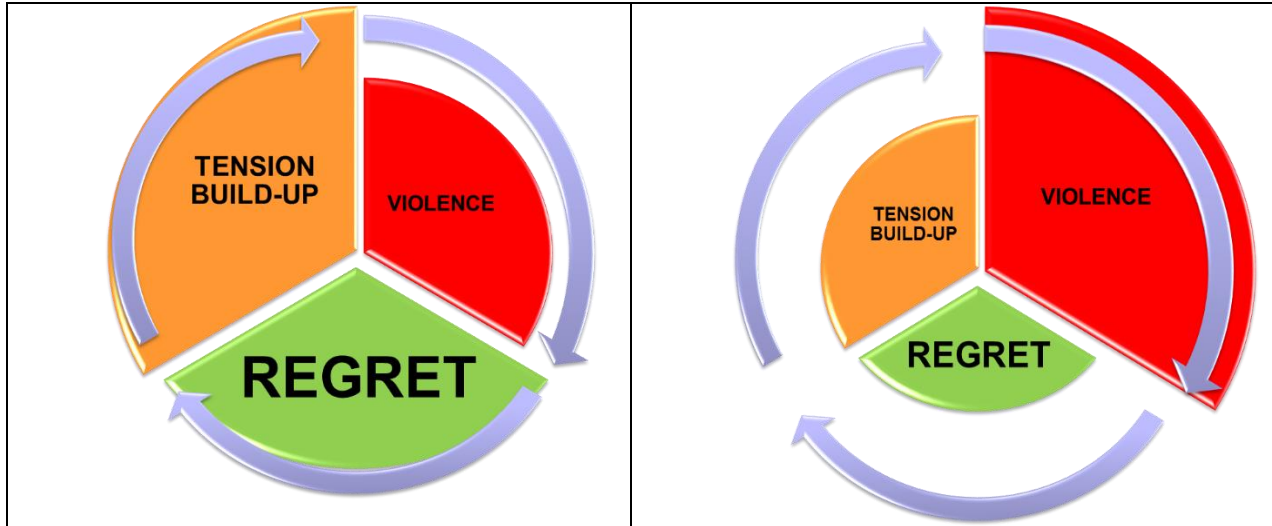 TENSION
BUILD-UP
VIOLENCE
REGRET
TENSION
BUILD-UP
VIOLENCE
REGRET